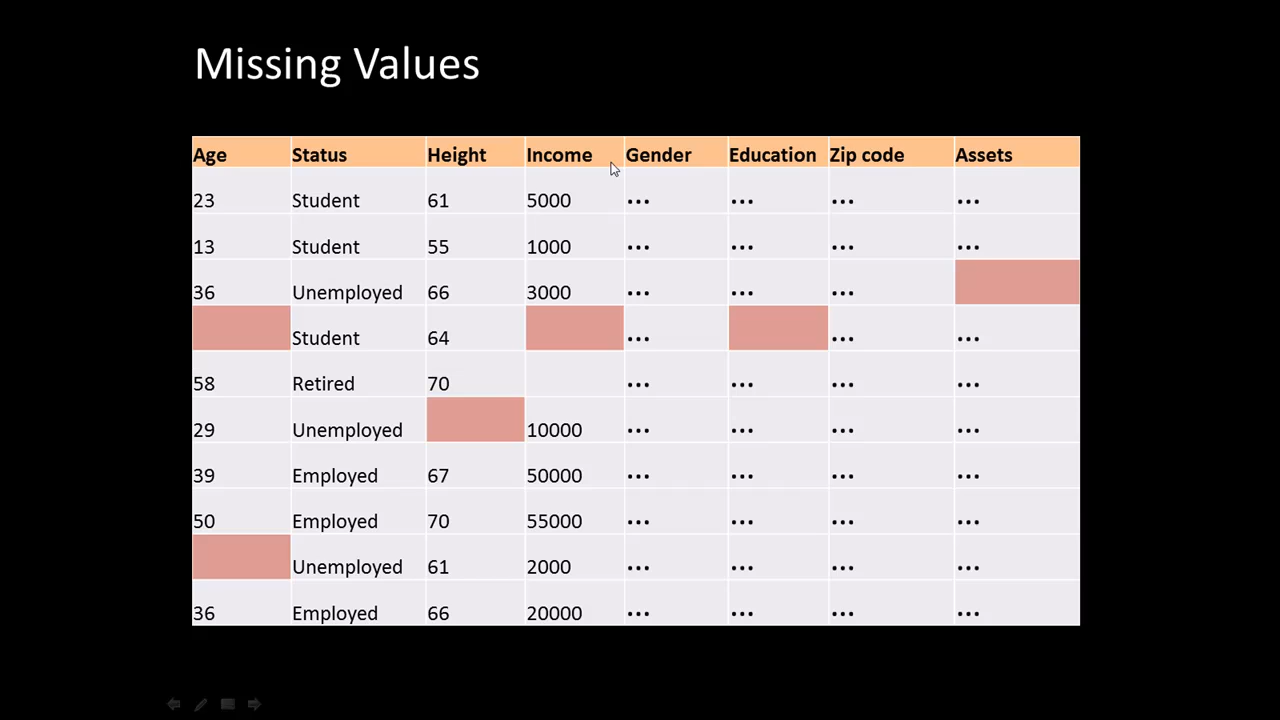 Missing Values
Age Status Height Income Gender Education Zip code Assets
23 Student 61 5000 ... ... ... ...
13 Student 55 1000 ... ... ... ...
36 Unemployed 66 3000 ... ... ...
Student 64 ... ... ...
58 Retired 70 ... ... ... ...
29 Unemployed 10000 ... ... ... ...
39 Employed 67 50000 ... ... ... ...
50 Employed 70 55000 ... ... ... ...
Unemployed 61 2000 ... ... ... ...
36 Employed 66 20000 ... ... ... ...